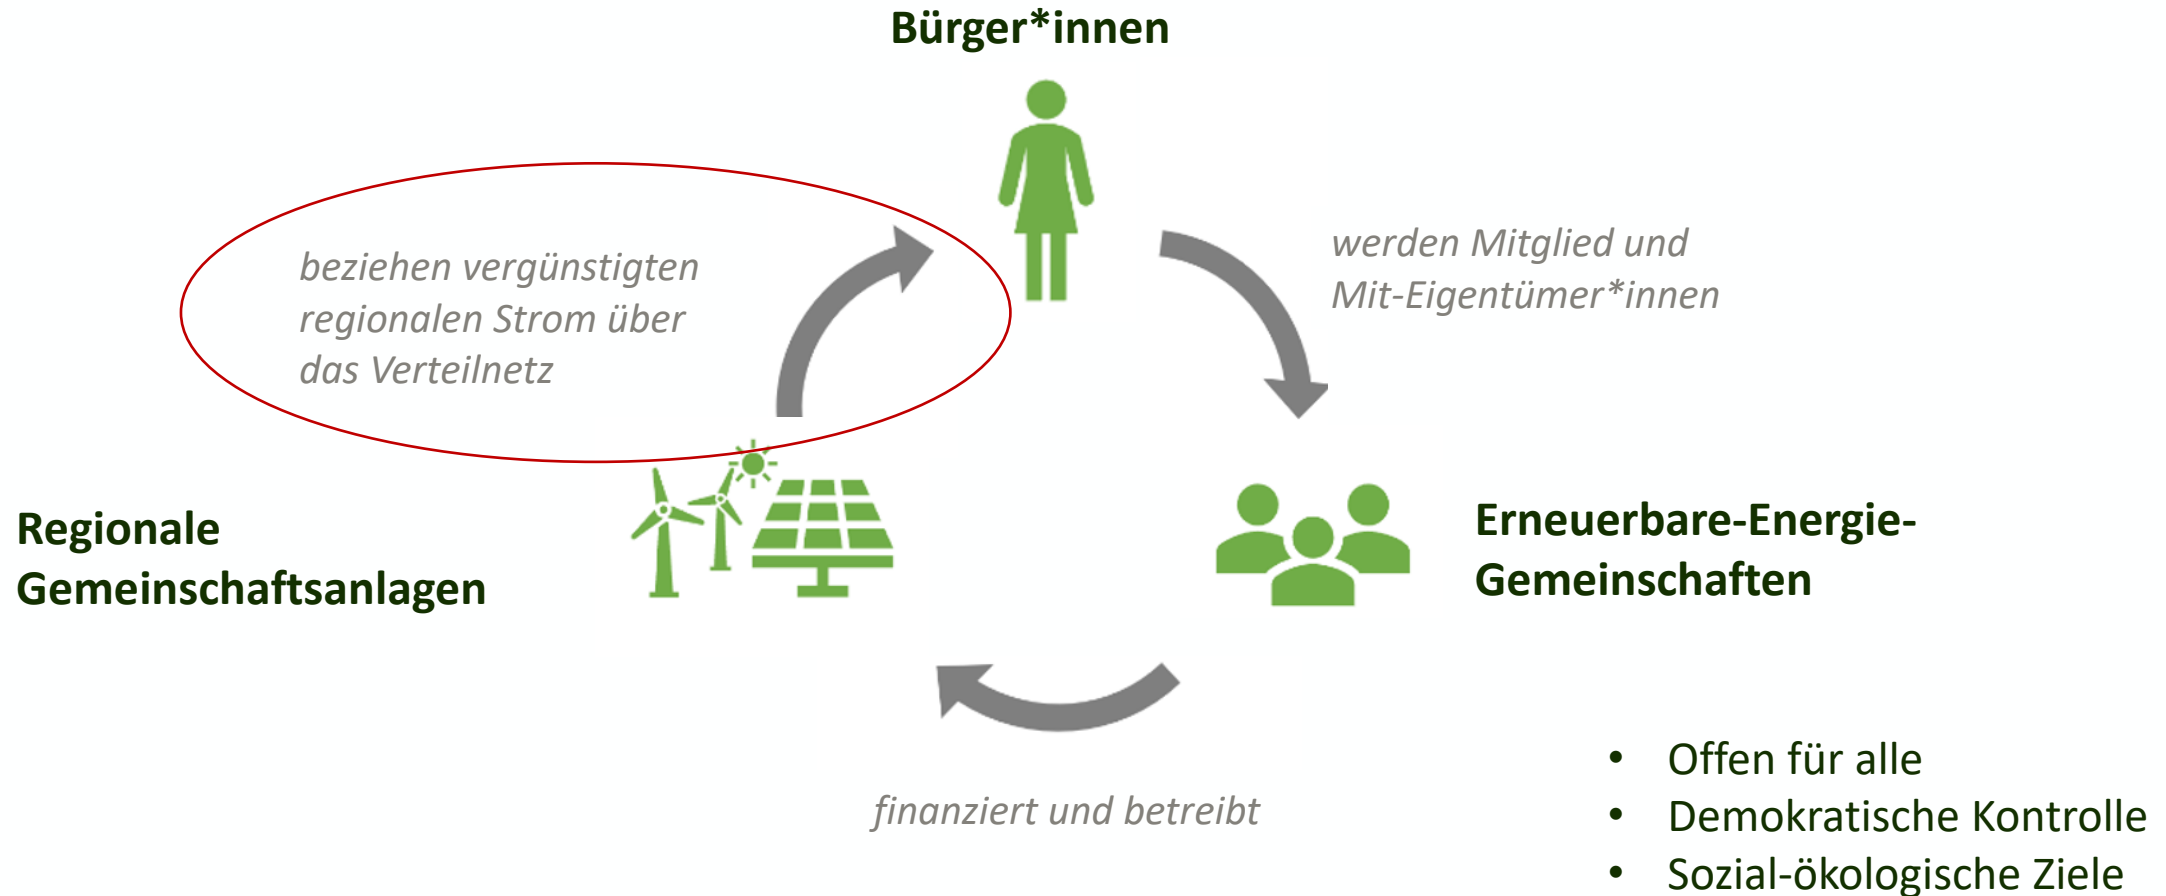 Bürger*innen
beziehen vergünstigten
regionalen Strom über
das Verteilnetz
werden Mitglied und
Mit-Eigentümer*innen
Regionale
Gemeinschaftsanlagen
Erneuerbare-Energie-
Gemeinschaften
finanziert und betreibt
• Offen für alle
• Demokratische Kontrolle
• Sozial-ökologische Ziele